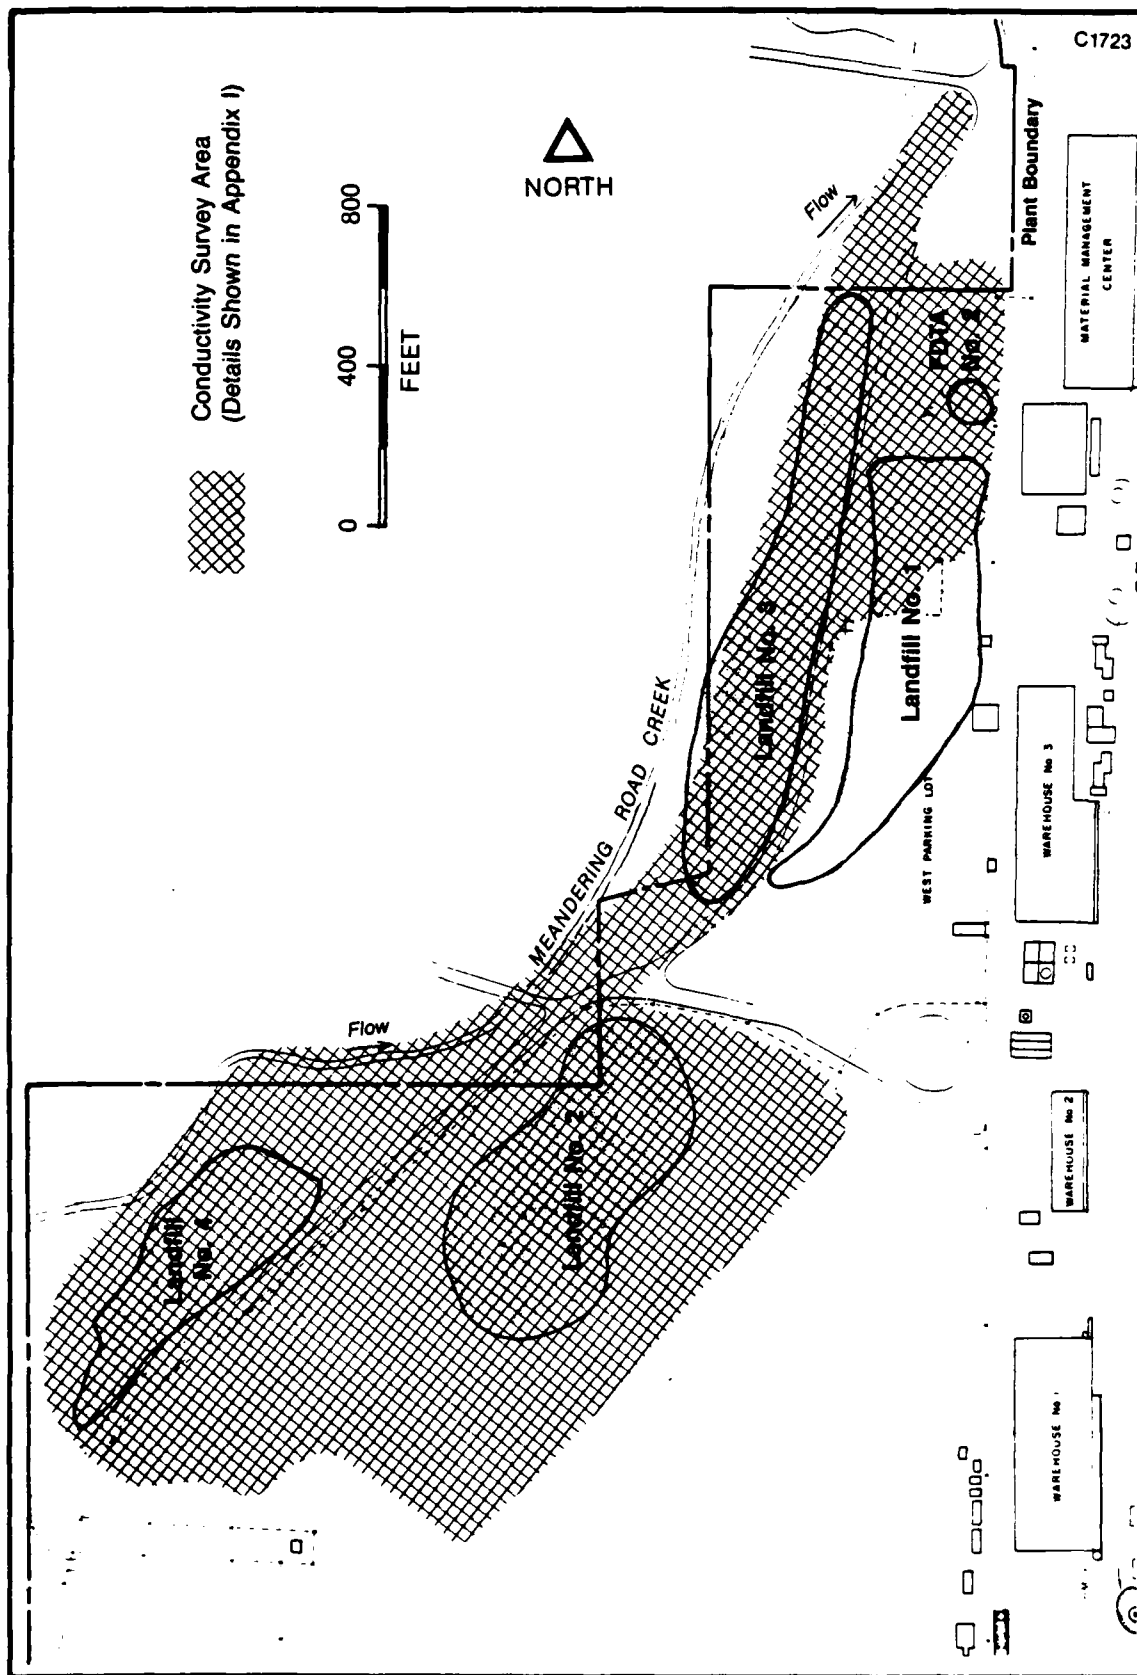 C1723
Conductivity Survey Area
(Details Shown in Appendix I)
0
400
800
FEET
NORTH
Flow
Plant Boundary
MATERIAL MANAGEMENT
CENTER
FDTA
No. 2
Landfill No. 3
Landfill No. 1
MEANDERING ROAD CREEK
WEST PARKING LOT
WAREHOUSE No 3
Flow
Landfill No. 2
WAREHOUSE No 2
Landfill
No. 4
WAREHOUSE No 1